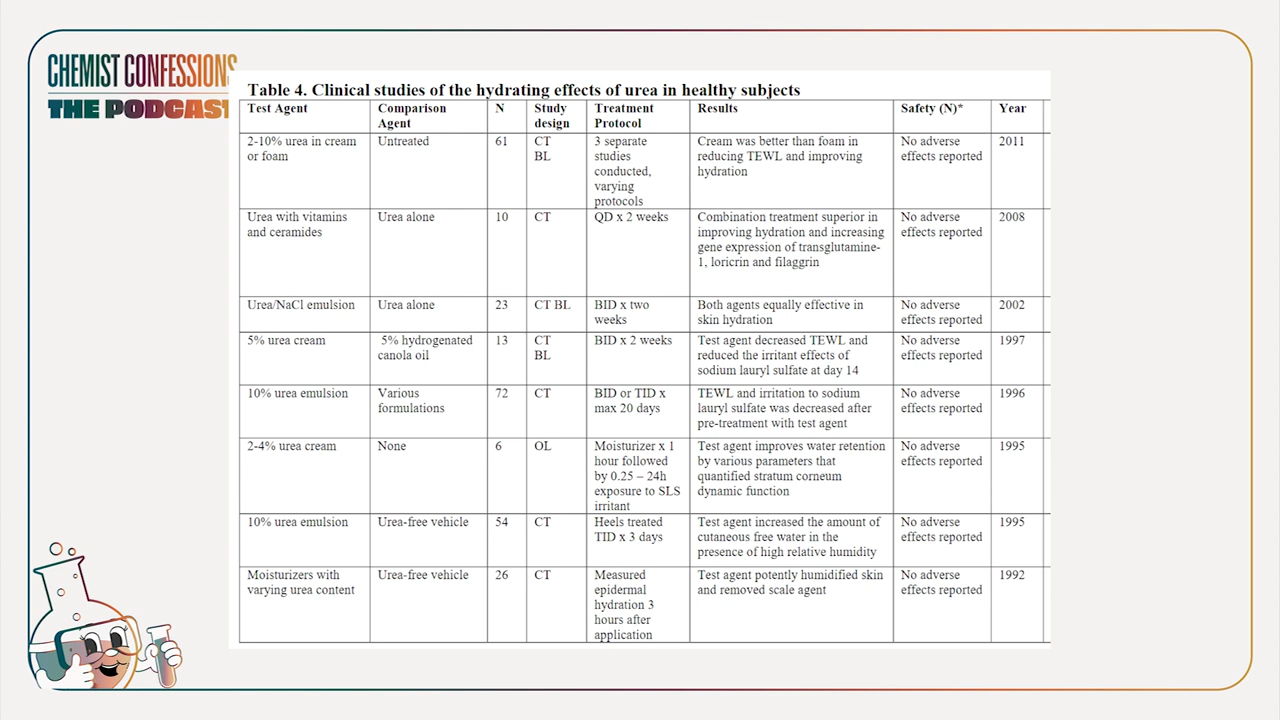 CHEMIST CONFESSIONS
THE PODCAST
Table 4. Clinical studies of the hydrating effects of urea in healthy subjects
Test Agent Comparison Agent N Study design Treatment Protocol Results Safety (N)* Year
2-10% urea in cream or foam Untreated 61 CT BL 3 separate studies conducted, varying protocols Cream was better than foam in reducing TEWL and improving hydration No adverse effects reported 2011
Urea with vitamins and ceramides Urea alone 10 CT QD x 2 weeks Combination treatment superior in improving hydration and increasing gene expression of transglutamine-1, loricrin and filaggrin No adverse effects reported 2008
Urea/NaCl emulsion Urea alone 23 CT BL BID x two weeks Both agents equally effective in skin hydration No adverse effects reported 2002
5% urea cream 5% hydrogenated canola oil 13 CT BL BID x 2 weeks Test agent decreased TEWL and reduced the irritant effects of sodium lauryl sulfate at day 14 No adverse effects reported 1997
10% urea emulsion Various formulations 72 CT BID or TID x max 20 days TEWL and irritation to sodium lauryl sulfate was decreased after pre-treatment with test agent No adverse effects reported 1996
2-4% urea cream None 6 OL Moisturizer x 1 hour followed by 0.25 – 24h exposure to SLS irritant Test agent improves water retention by various parameters that quantified stratum corneum dynamic function No adverse effects reported 1995
10% urea emulsion Urea-free vehicle 54 CT Heels treated TID x 3 days Test agent increased the amount of cutaneous free water in the presence of high relative humidity No adverse effects reported 1995
Moisturizers with varying urea content Urea-free vehicle 26 CT Measured epidermal hydration 3 hours after application Test agent potently humidified skin and removed scale agent No adverse effects reported 1992